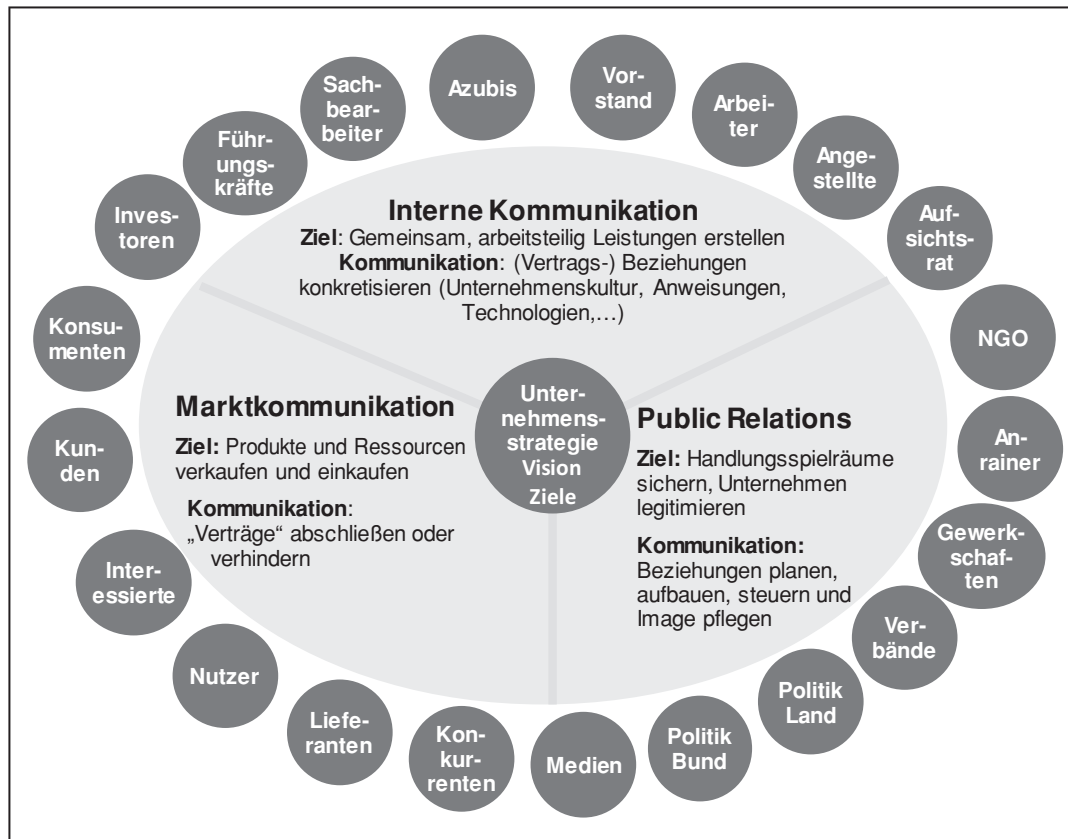 Azubis
Vor-
stand
Sach-
bear-
beiter
Arbei-
ter
Führ-
ungs-
kräfte
Ange-
stellte
Inves-
toren
Auf-
sichts-
rat
Interne Kommunikation
Ziel: Gemeinsam, arbeitsteilig Leistungen erstellen
Kommunikation: (Vertrags-) Beziehungen
konkretisieren (Unternehmenskultur, Anweisungen,
Technologien,…)
Konsu-
menten
NGO
Unter-
nehmens-
strategie
Vision
Ziele
Marktkommunikation
Ziel: Produkte und Ressourcen
verkaufen und einkaufen
Kommunikation:
„Verträge“ abschließen oder
verhindern
Public Relations
Ziel: Handlungsspielräume
sichern, Unternehmen
legitimieren
Kommunikation:
Beziehungen planen,
aufbauen, steuern und
Image pflegen
Kun-
den
An-
rainer
Inter-
essierte
Gewerk-
schaf-
ten
Nutzer
Ver-
bände
Liefe-
ranten
Politik
Land
Kon-
kur-
renten
Medien
Politik
Bund